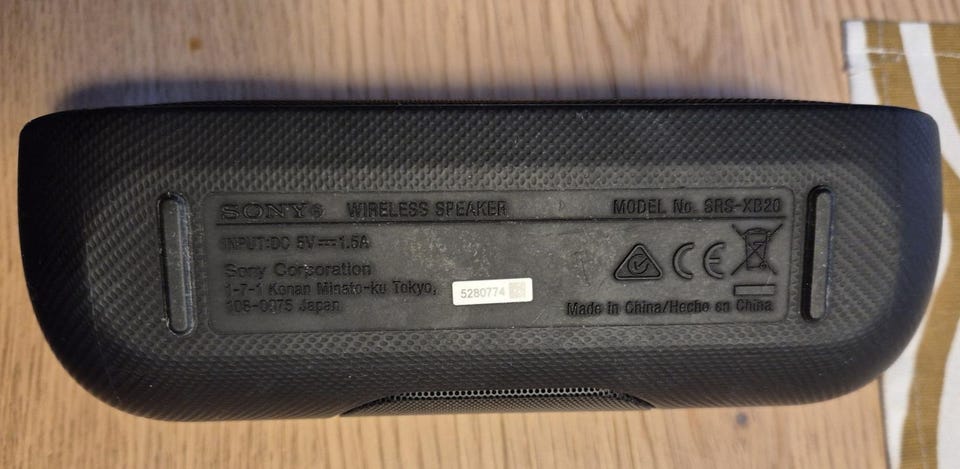 SONY® WIRELESS SPEAKER MODEL No. SRS-XB20
INPUT:DC 5V⎓1.5A
Sony Corporation
1-7-1 Konan Minato-ku Tokyo,
108-0075 Japan
5280774
CE
Made in China/Hecho en China